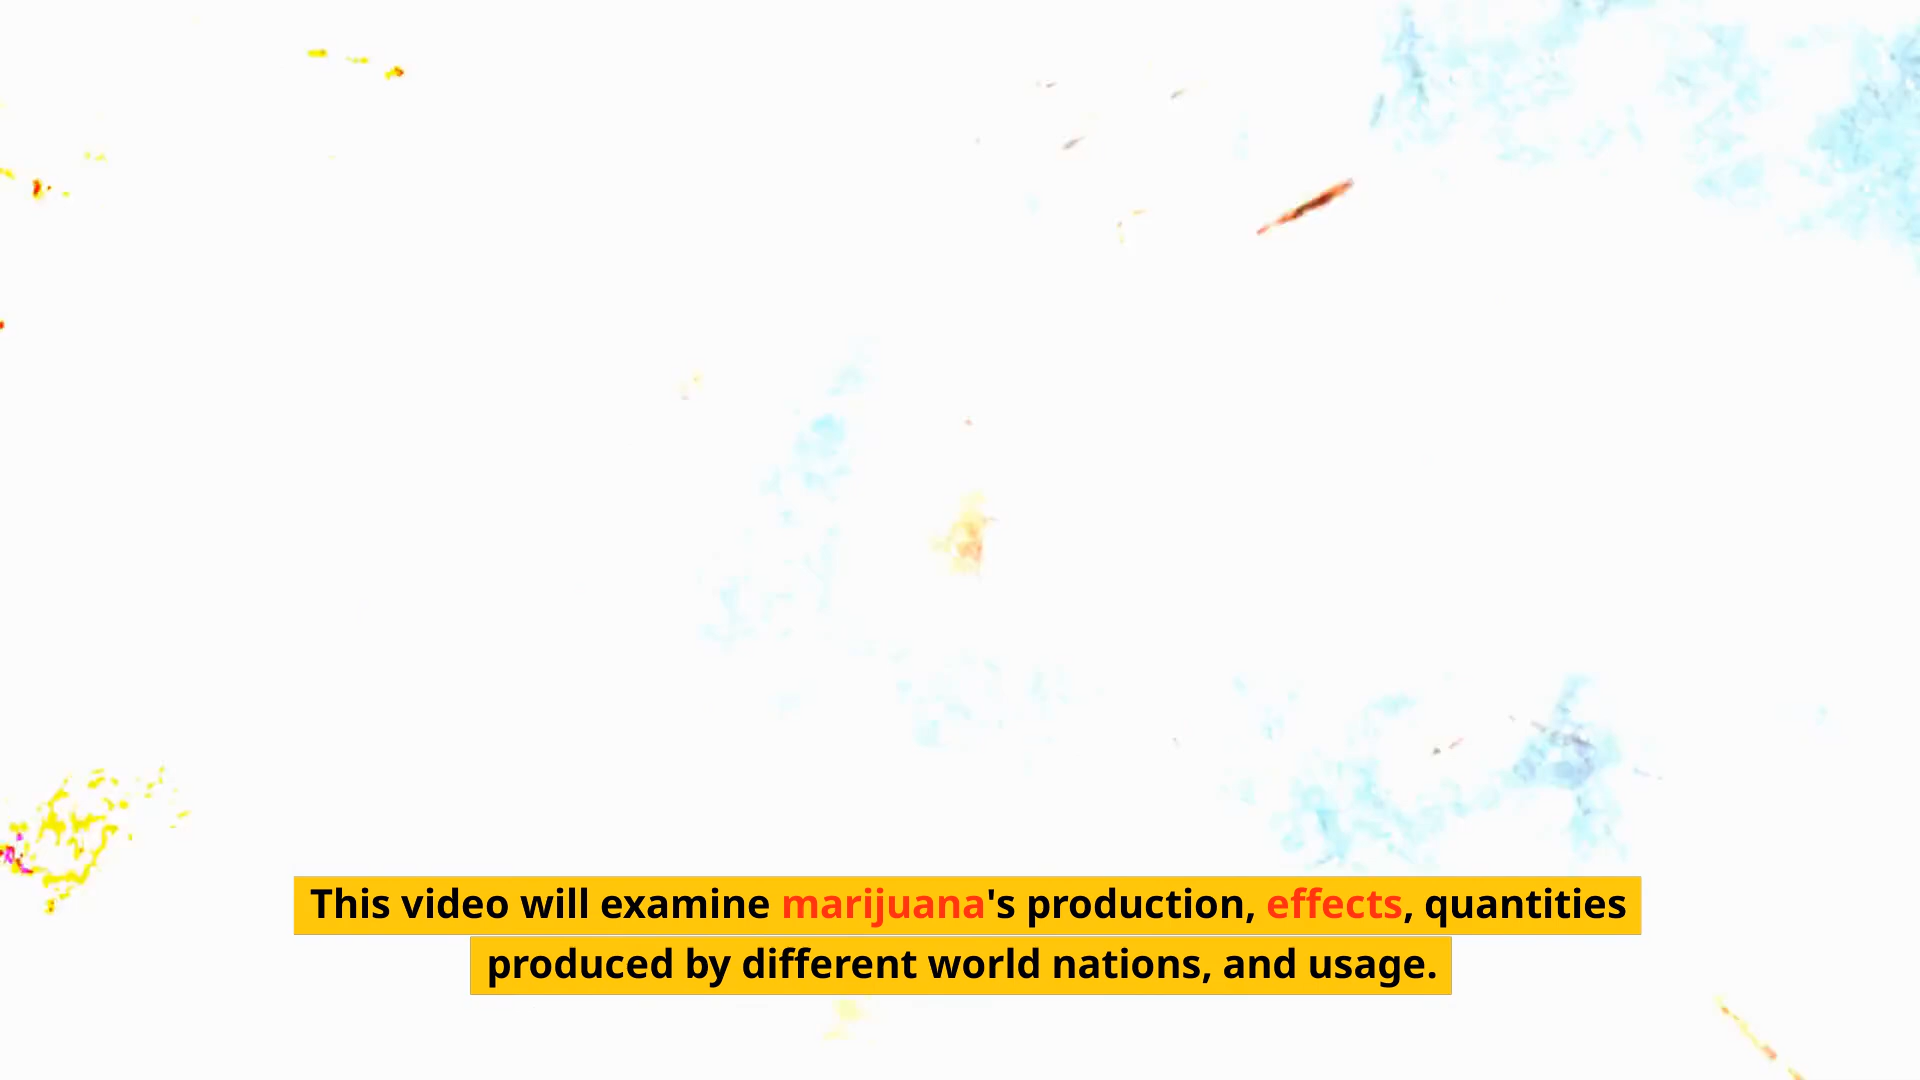 This video will examine marijuana's production, effects, quantities
produced by different world nations, and usage.